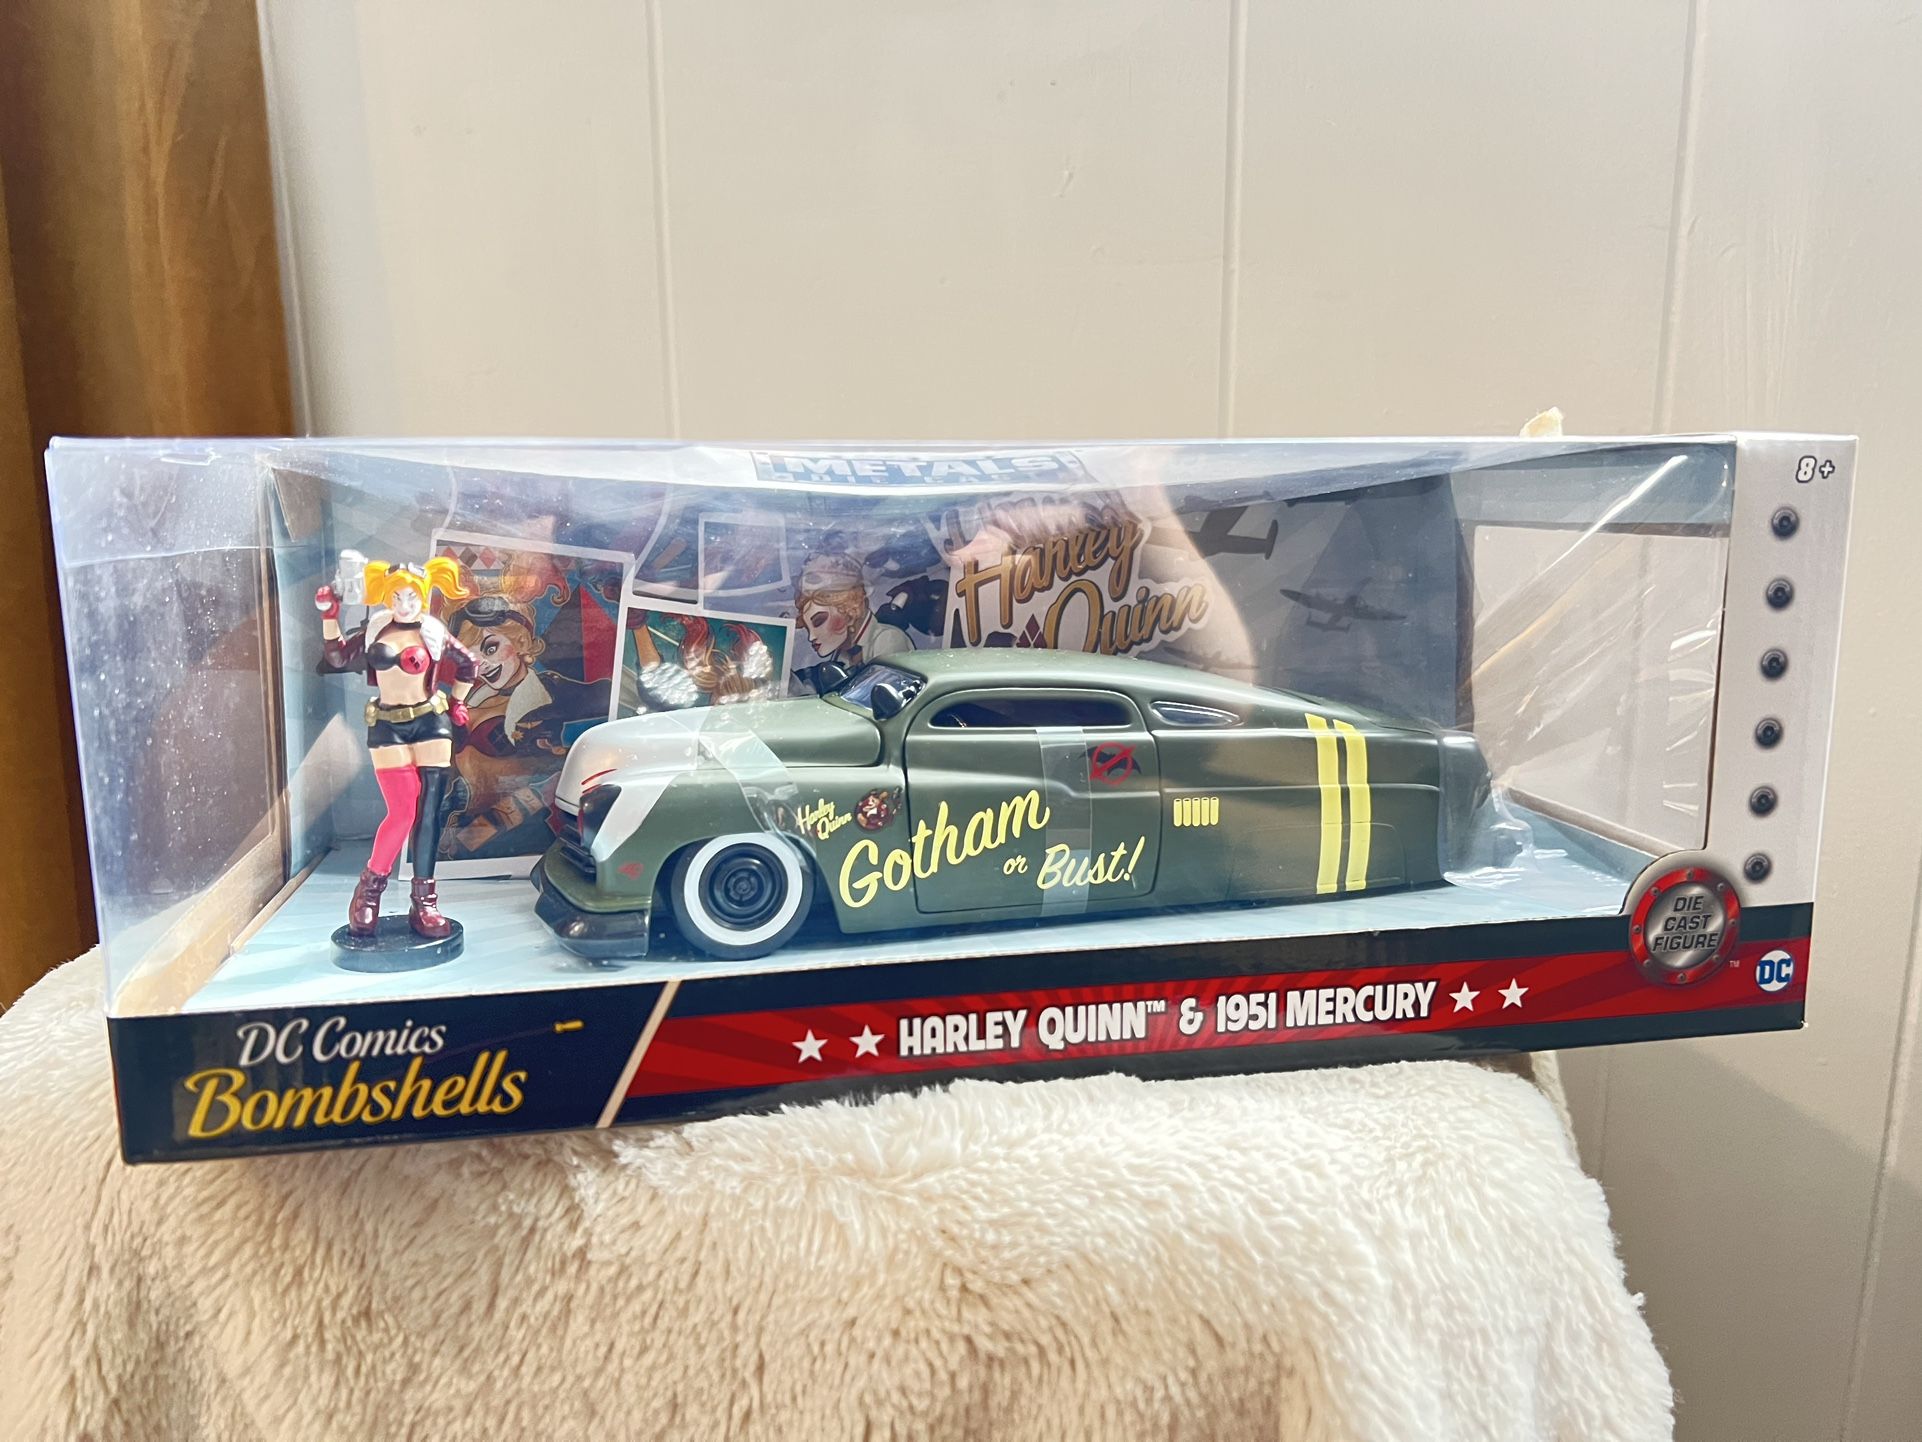 METALS
8+
Harley
Quinn
Harley
Quinn
Gotham
or Bust!
DIE
CAST
FIGURE
™
DC
DC Comics
Bombshells
★ ★ HARLEY QUINN™ & 1951 MERCURY ★ ★